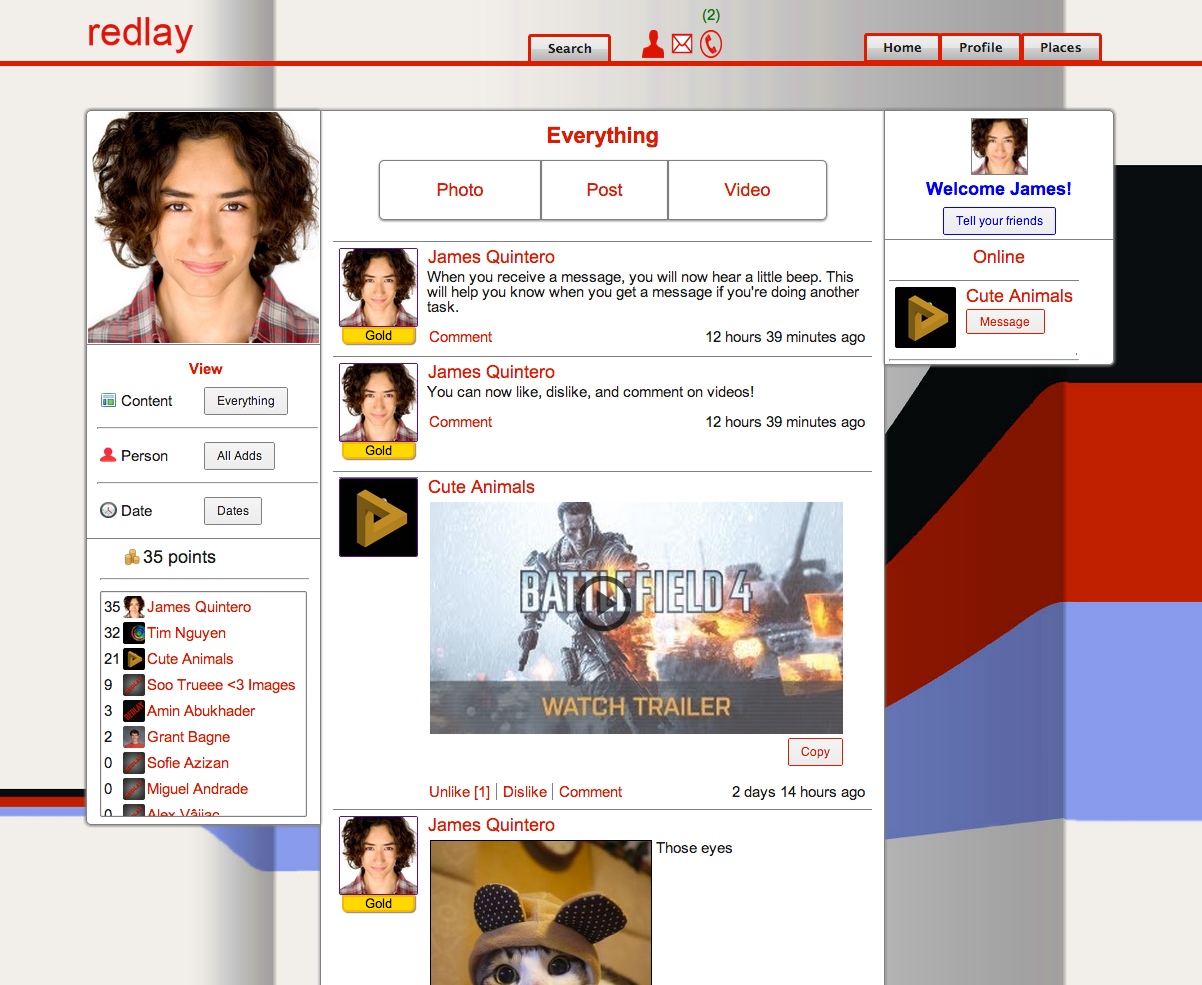 redlay
Search
(2)
Home
Profile
Places
View
Content
Everything
Person
All Adds
Date
Dates
35 points
35 James Quintero
32 Tim Nguyen
21 Cute Animals
9 Soo Trueee <3 Images
3 Amin Abukhader
2 Grant Bagne
0 Sofie Azizan
0 Miguel Andrade
0 Alex Vâjiac
Everything
Photo
Post
Video
James Quintero
When you receive a message, you will now hear a little beep. This
will help you know when you get a message if you're doing another
task.
Gold
Comment
12 hours 39 minutes ago
James Quintero
You can now like, dislike, and comment on videos!
Comment
12 hours 39 minutes ago
Gold
Cute Animals
BATTLEFIELD 4
WATCH TRAILER
Copy
Unlike [1]
Dislike
Comment
2 days 14 hours ago
James Quintero
Those eyes
Gold
Welcome James!
Tell your friends
Online
Cute Animals
Message